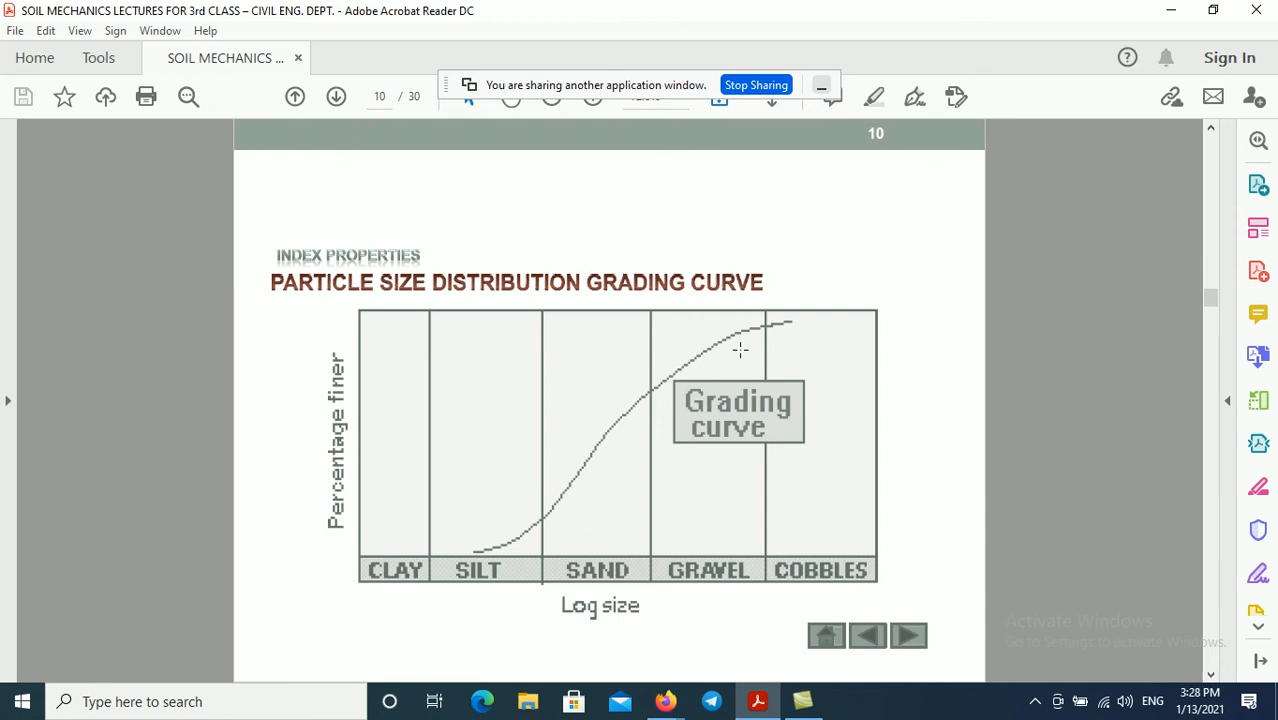 SOIL MECHANICS LECTURES FOR 3rd CLASS – CIVIL ENG. DEPT. - Adobe Acrobat Reader DC
File Edit View Sign Window Help
Home Tools SOIL MECHANICS ... × Sign In
You are sharing another application window. Stop Sharing
10 / 30
10
INDEX PROPERTIES
PARTICLE SIZE DISTRIBUTION GRADING CURVE
Percentage finer
Grading
curve
CLAY SILT SAND GRAVEL COBBLES
Log size
Activate Windows
Go to Settings to activate Windows.
Type here to search
ENG
3:28 PM
1/13/2021